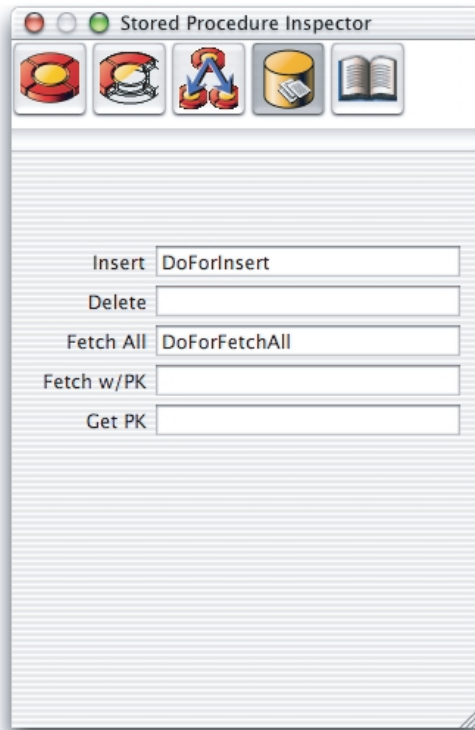 Stored Procedure Inspector
Insert DoForInsert
Delete
Fetch All DoForFetchAll
Fetch w/PK
Get PK